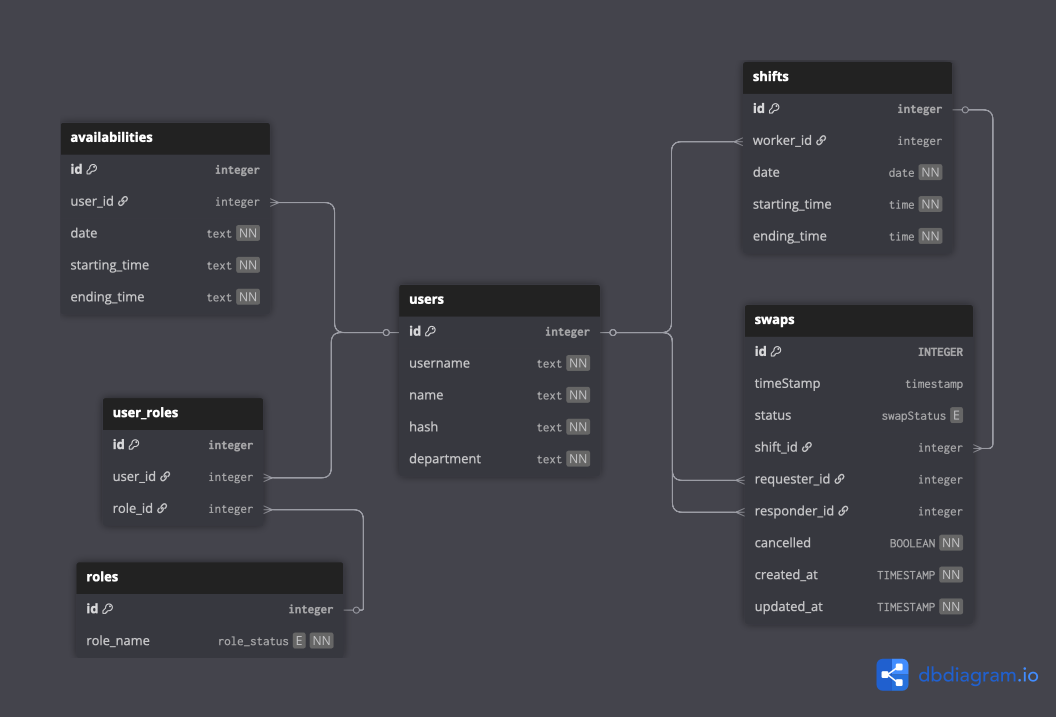 availabilities
id integer
user_id integer
date text NN
starting_time text NN
ending_time text NN
user_roles
id integer
user_id integer
role_id integer
roles
id integer
role_name role_status E NN
users
id integer
username text NN
name text NN
hash text NN
department text NN
shifts
id integer
worker_id integer
date date NN
starting_time time NN
ending_time time NN
swaps
id INTEGER
timeStamp timestamp
status swapStatus E
shift_id integer
requester_id integer
responder_id integer
cancelled BOOLEAN NN
created_at TIMESTAMP NN
updated_at TIMESTAMP NN
dbdiagram.io